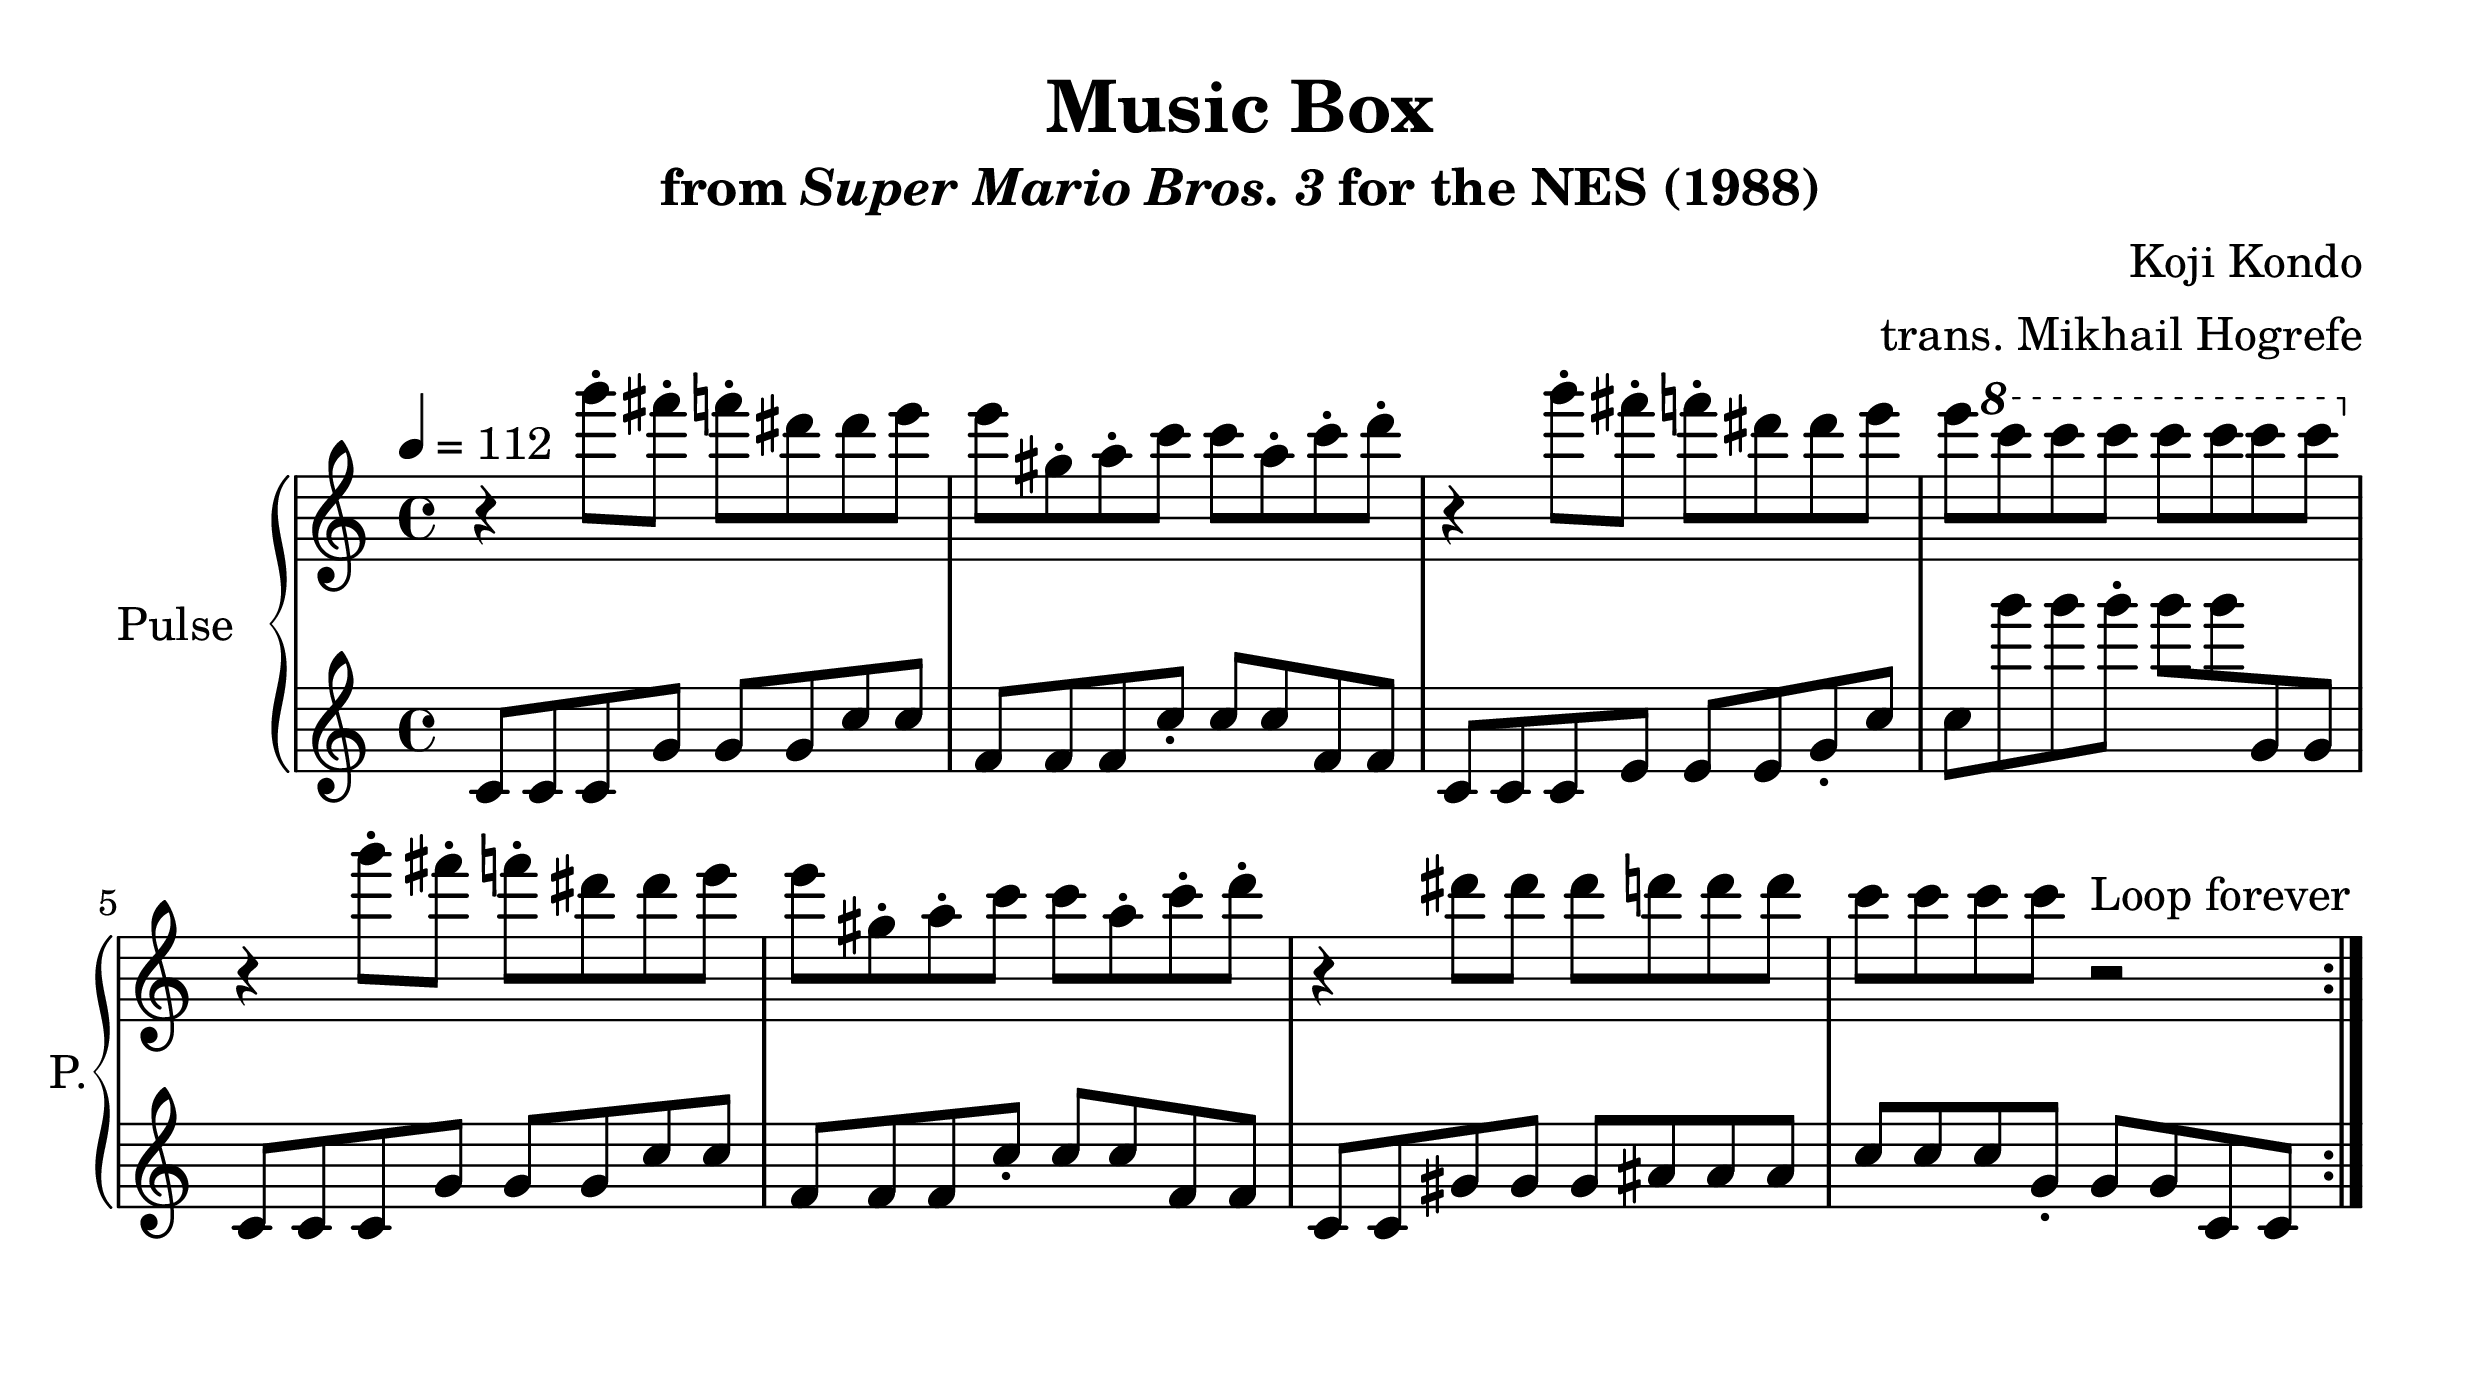 Music Box
from Super Mario Bros. 3 for the NES (1988)
Koji Kondo
trans. Mikhail Hogrefe
= 112
8
Pulse
5
Loop forever
P.